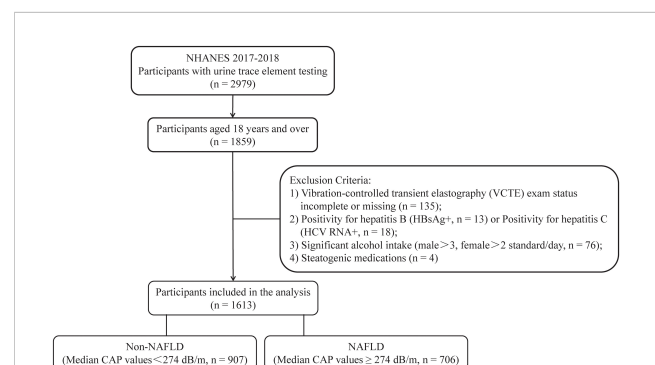 NHANES 2017-2018
Participants with urine trace element testing
(n = 2979)
Participants aged 18 years and over
(n = 1859)
Exclusion Criteria:
1) Vibration-controlled transient elastography (VCTE) exam status
incomplete or missing (n = 135);
2) Positivity for hepatitis B (HBsAg+, n = 13) or Positivity for hepatitis C
(HCV RNA+, n = 18);
3) Significant alcohol intake (male>3, female>2 standard/day, n = 76);
4) Steatogenic medications (n = 4)
Participants included in the analysis
(n = 1613)
Non-NAFLD
(Median CAP values<274 dB/m, n = 907)
NAFLD
(Median CAP values ≥ 274 dB/m, n = 706)